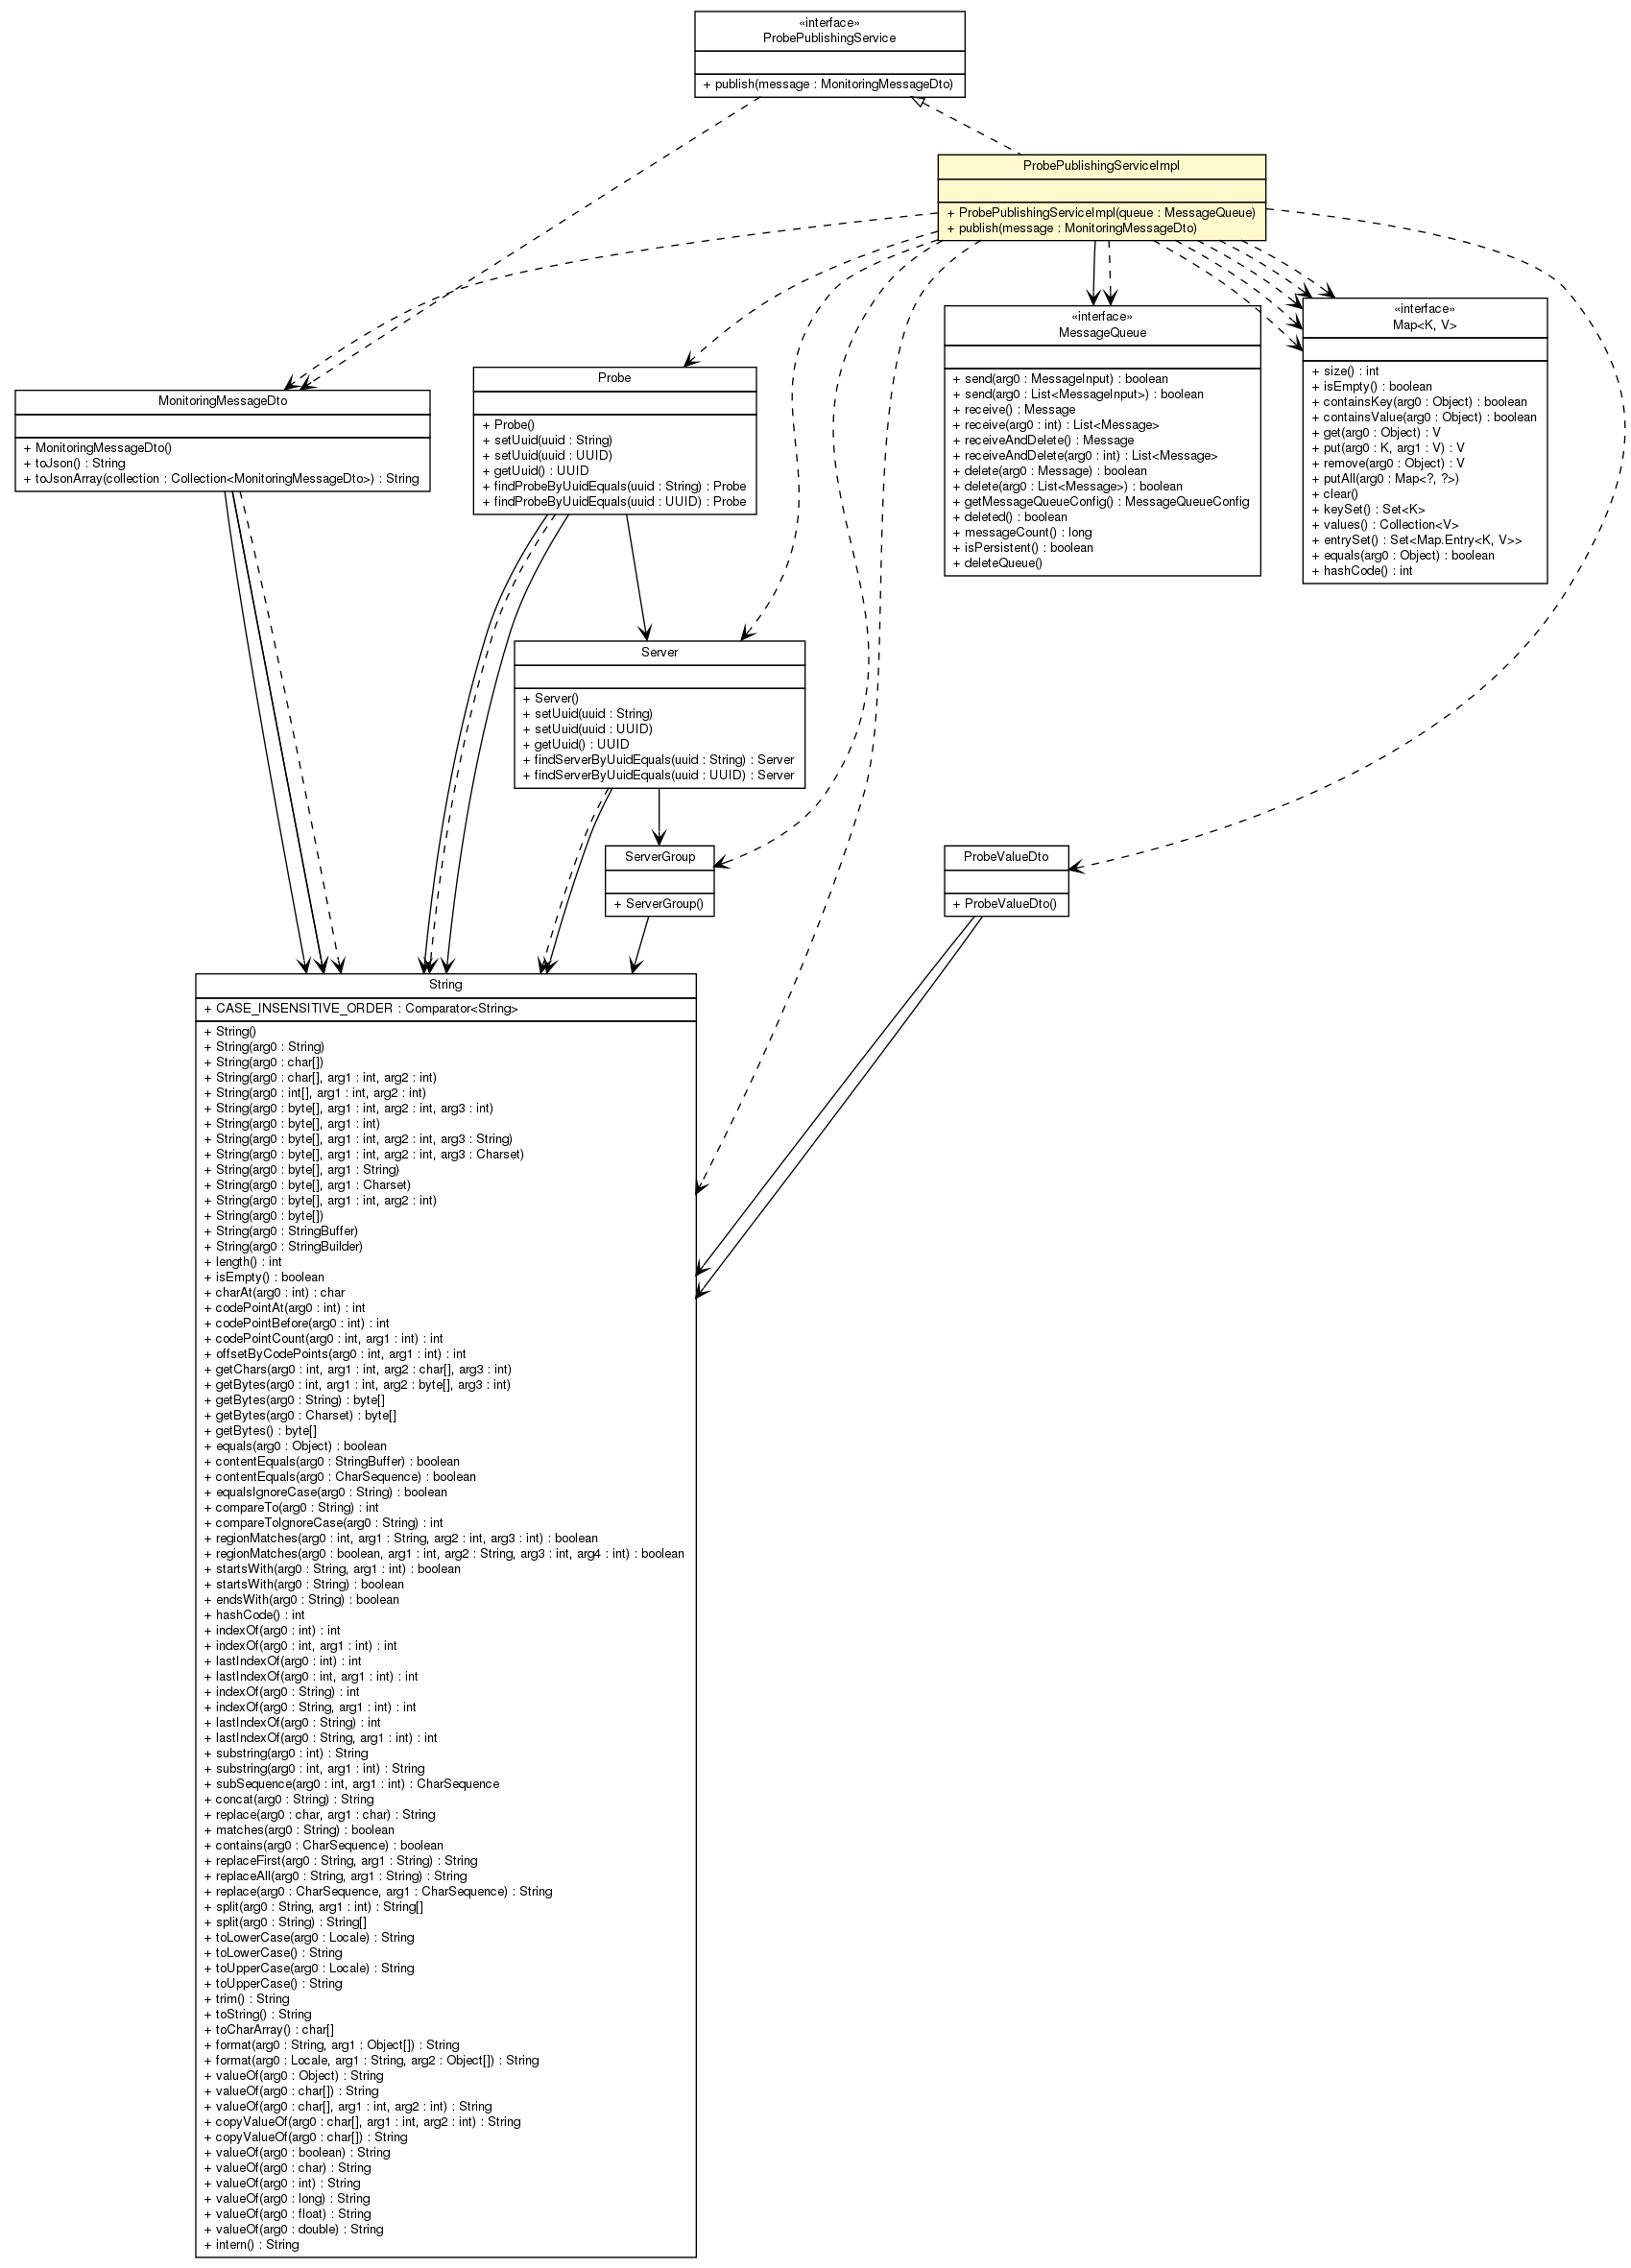 «interface»
ProbePublishingService
+ publish(message : MonitoringMessageDto)
ProbePublishingServiceImpl
+ ProbePublishingServiceImpl(queue : MessageQueue)
+ publish(message : MonitoringMessageDto)
«interface»
MessageQueue
+ send(arg0 : MessageInput) : boolean
+ send(arg0 : List<MessageInput>) : boolean
+ receive() : Message
+ receive(arg0 : int) : List<Message>
+ receiveAndDelete() : Message
+ receiveAndDelete(arg0 : int) : List<Message>
+ delete(arg0 : Message) : boolean
+ delete(arg0 : List<Message>) : boolean
+ getMessageQueueConfig() : MessageQueueConfig
+ deleted() : boolean
+ messageCount() : long
+ isPersistent() : boolean
+ deleteQueue()
«interface»
Map<K, V>
+ size() : int
+ isEmpty() : boolean
+ containsKey(arg0 : Object) : boolean
+ containsValue(arg0 : Object) : boolean
+ get(arg0 : Object) : V
+ put(arg0 : K, arg1 : V) : V
+ remove(arg0 : Object) : V
+ putAll(arg0 : Map<?, ?>)
+ clear()
+ keySet() : Set<K>
+ values() : Collection<V>
+ entrySet() : Set<Map.Entry<K, V>>
+ equals(arg0 : Object) : boolean
+ hashCode() : int
MonitoringMessageDto
+ MonitoringMessageDto()
+ toJson() : String
+ toJsonArray(collection : Collection<MonitoringMessageDto>) : String
Probe
+ Probe()
+ setUuid(uuid : String)
+ setUuid(uuid : UUID)
+ getUuid() : UUID
+ findProbeByUuidEquals(uuid : String) : Probe
+ findProbeByUuidEquals(uuid : UUID) : Probe
Server
+ Server()
+ setUuid(uuid : String)
+ setUuid(uuid : UUID)
+ getUuid() : UUID
+ findServerByUuidEquals(uuid : String) : Server
+ findServerByUuidEquals(uuid : UUID) : Server
ServerGroup
+ ServerGroup()
ProbeValueDto
+ ProbeValueDto()
String
+ CASE_INSENSITIVE_ORDER : Comparator<String>
+ String()
+ String(arg0 : String)
+ String(arg0 : char[])
+ String(arg0 : char[], arg1 : int, arg2 : int)
+ String(arg0 : int[], arg1 : int, arg2 : int)
+ String(arg0 : byte[], arg1 : int, arg2 : int, arg3 : int)
+ String(arg0 : byte[], arg1 : int)
+ String(arg0 : byte[], arg1 : int, arg2 : int, arg3 : String)
+ String(arg0 : byte[], arg1 : int, arg2 : int, arg3 : Charset)
+ String(arg0 : byte[], arg1 : String)
+ String(arg0 : byte[], arg1 : Charset)
+ String(arg0 : byte[], arg1 : int, arg2 : int)
+ String(arg0 : byte[])
+ String(arg0 : StringBuffer)
+ String(arg0 : StringBuilder)
+ length() : int
+ isEmpty() : boolean
+ charAt(arg0 : int) : char
+ codePointAt(arg0 : int) : int
+ codePointBefore(arg0 : int) : int
+ codePointCount(arg0 : int, arg1 : int) : int
+ offsetByCodePoints(arg0 : int, arg1 : int) : int
+ getChars(arg0 : int, arg1 : int, arg2 : char[], arg3 : int)
+ getBytes(arg0 : int, arg1 : int, arg2 : byte[], arg3 : int)
+ getBytes(arg0 : String) : byte[]
+ getBytes(arg0 : Charset) : byte[]
+ getBytes() : byte[]
+ equals(arg0 : Object) : boolean
+ contentEquals(arg0 : StringBuffer) : boolean
+ contentEquals(arg0 : CharSequence) : boolean
+ equalsIgnoreCase(arg0 : String) : boolean
+ compareTo(arg0 : String) : int
+ compareToIgnoreCase(arg0 : String) : int
+ regionMatches(arg0 : int, arg1 : String, arg2 : int, arg3 : int) : boolean
+ regionMatches(arg0 : boolean, arg1 : int, arg2 : String, arg3 : int, arg4 : int) : boolean
+ startsWith(arg0 : String, arg1 : int) : boolean
+ startsWith(arg0 : String) : boolean
+ endsWith(arg0 : String) : boolean
+ hashCode() : int
+ indexOf(arg0 : int) : int
+ indexOf(arg0 : int, arg1 : int) : int
+ lastIndexOf(arg0 : int) : int
+ lastIndexOf(arg0 : int, arg1 : int) : int
+ indexOf(arg0 : String) : int
+ indexOf(arg0 : String, arg1 : int) : int
+ lastIndexOf(arg0 : String) : int
+ lastIndexOf(arg0 : String, arg1 : int) : int
+ substring(arg0 : int) : String
+ substring(arg0 : int, arg1 : int) : String
+ subSequence(arg0 : int, arg1 : int) : CharSequence
+ concat(arg0 : String) : String
+ replace(arg0 : char, arg1 : char) : String
+ matches(arg0 : String) : boolean
+ contains(arg0 : CharSequence) : boolean
+ replaceFirst(arg0 : String, arg1 : String) : String
+ replaceAll(arg0 : String, arg1 : String) : String
+ replace(arg0 : CharSequence, arg1 : CharSequence) : String
+ split(arg0 : String, arg1 : int) : String[]
+ split(arg0 : String) : String[]
+ toLowerCase(arg0 : Locale) : String
+ toLowerCase() : String
+ toUpperCase(arg0 : Locale) : String
+ toUpperCase() : String
+ trim() : String
+ toString() : String
+ toCharArray() : char[]
+ format(arg0 : String, arg1 : Object[]) : String
+ format(arg0 : Locale, arg1 : String, arg2 : Object[]) : String
+ valueOf(arg0 : Object) : String
+ valueOf(arg0 : char[]) : String
+ valueOf(arg0 : char[], arg1 : int, arg2 : int) : String
+ copyValueOf(arg0 : char[], arg1 : int, arg2 : int) : String
+ copyValueOf(arg0 : char[]) : String
+ valueOf(arg0 : boolean) : String
+ valueOf(arg0 : char) : String
+ valueOf(arg0 : int) : String
+ valueOf(arg0 : long) : String
+ valueOf(arg0 : float) : String
+ valueOf(arg0 : double) : String
+ intern() : String